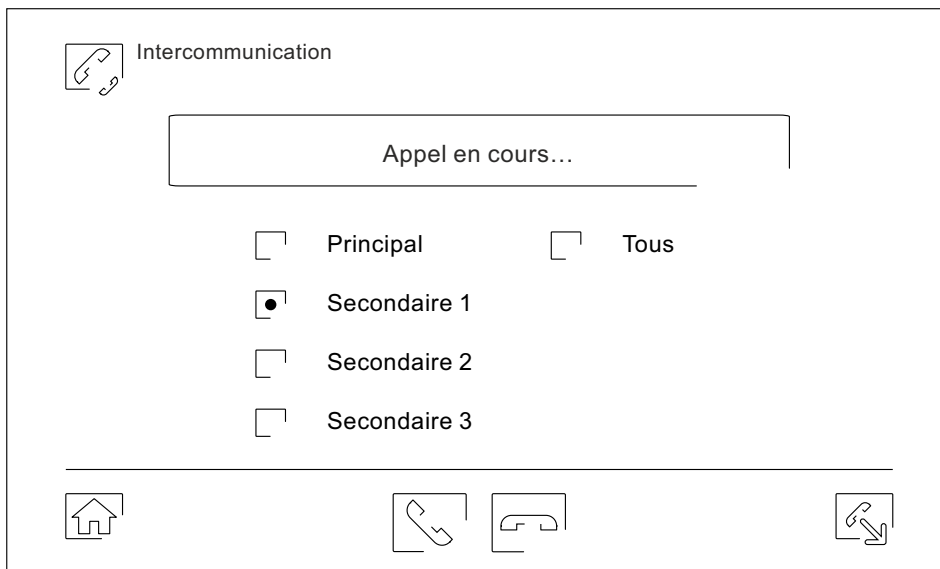 Intercommunication
Appel en cours…
Principal Tous
Secondaire 1
Secondaire 2
Secondaire 3